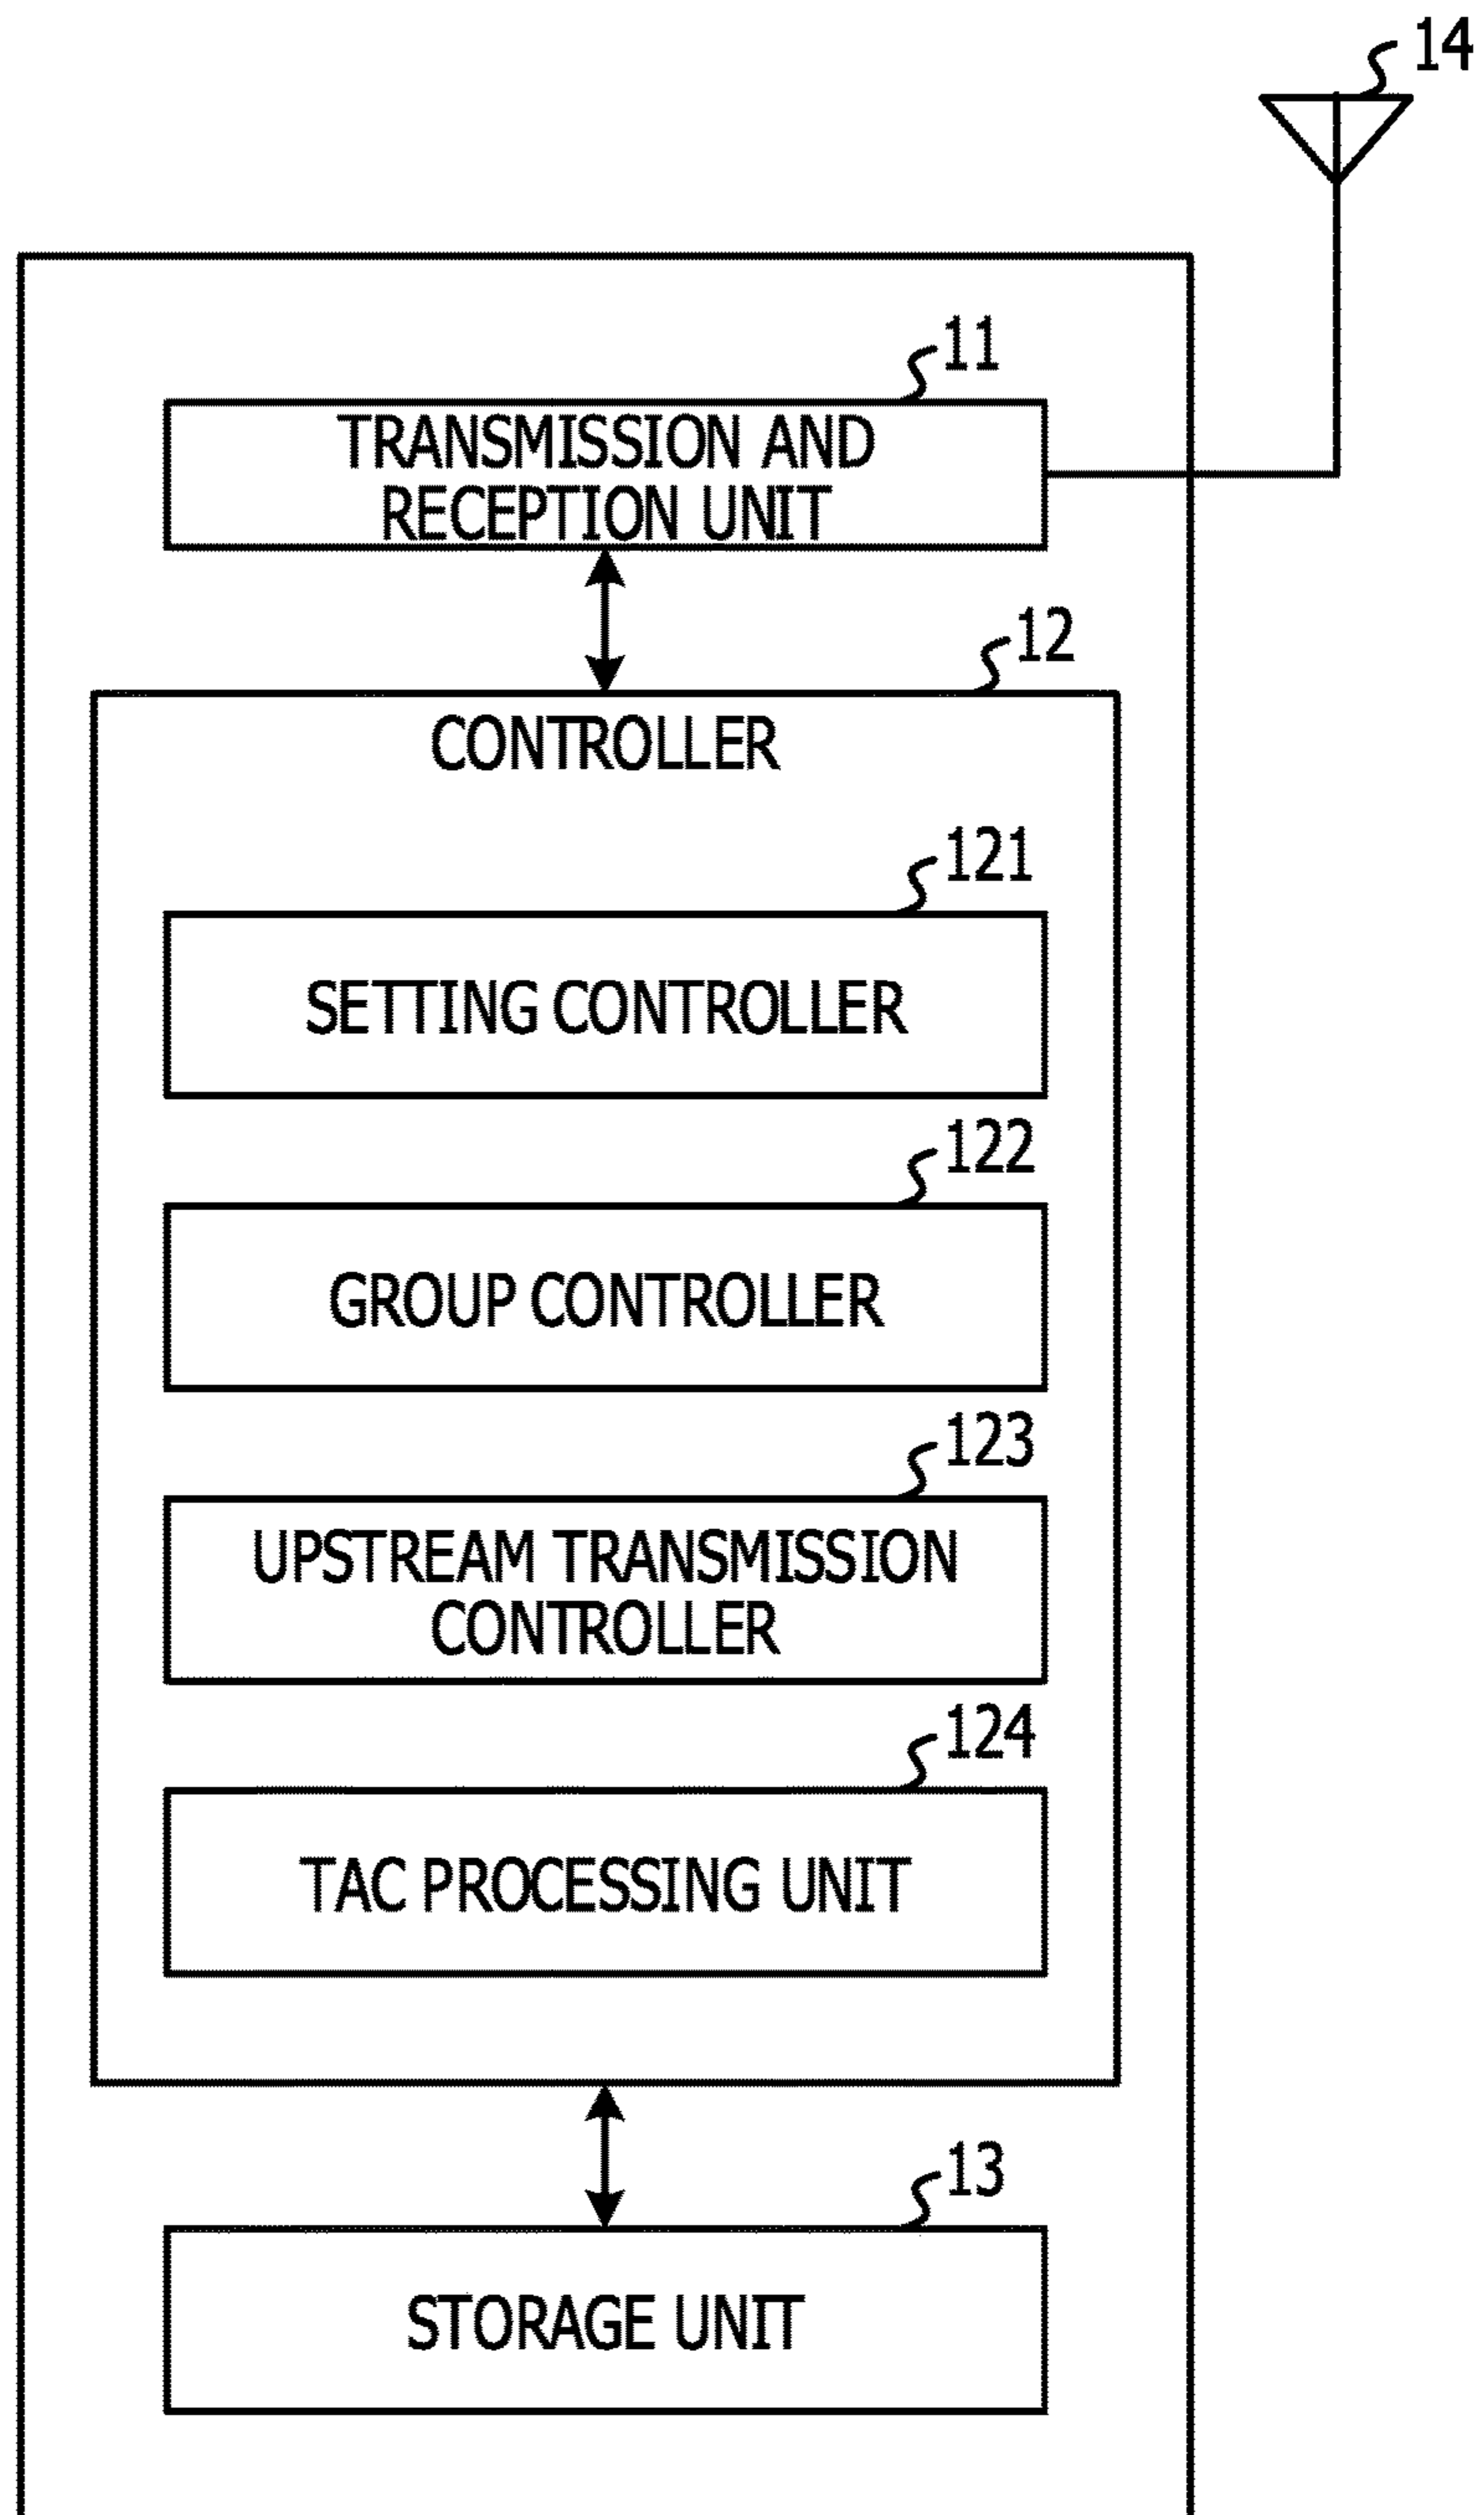 14
11
TRANSMISSION AND
RECEPTION UNIT
12
CONTROLLER
121
SETTING CONTROLLER
122
GROUP CONTROLLER
123
UPSTREAM TRANSMISSION
CONTROLLER
124
TAC PROCESSING UNIT
13
STORAGE UNIT